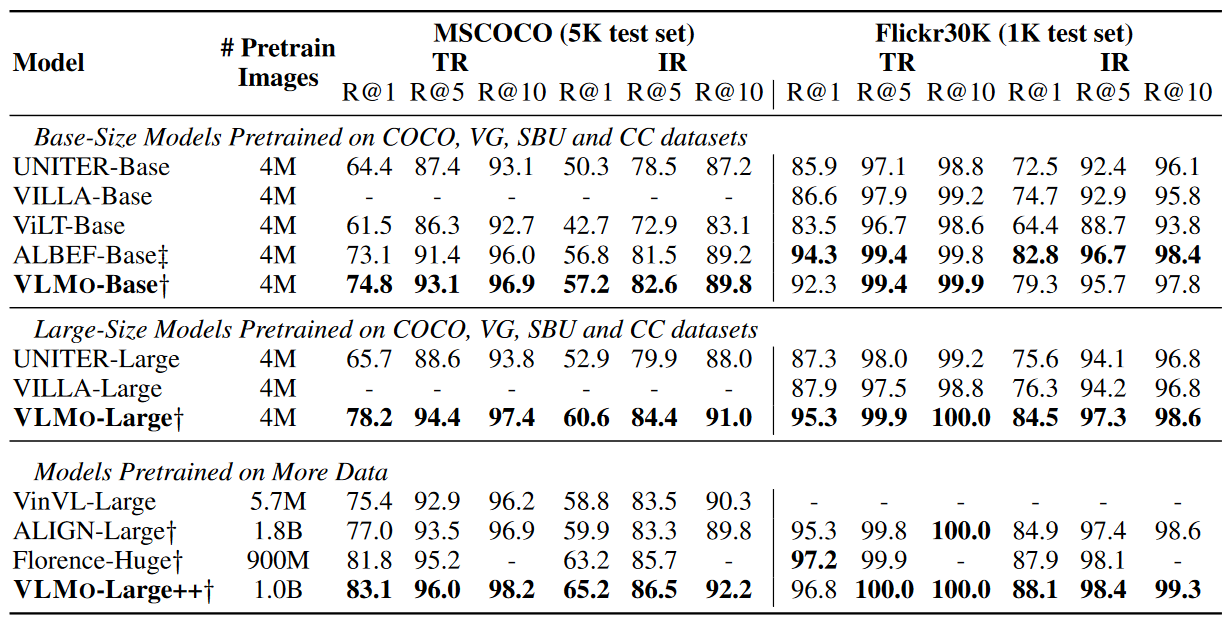 MSCOCO (5K test set) Flickr30K (1K test set)
Model # Pretrain Images TR IR TR IR
R@1 R@5 R@10 R@1 R@5 R@10 R@1 R@5 R@10 R@1 R@5 R@10
Base-Size Models Pretrained on COCO, VG, SBU and CC datasets
UNITER-Base 4M 64.4 87.4 93.1 50.3 78.5 87.2 85.9 97.1 98.8 72.5 92.4 96.1
VILLA-Base 4M - - - - - - 86.6 97.9 99.2 74.7 92.9 95.8
ViLT-Base 4M 61.5 86.3 92.7 42.7 72.9 83.1 83.5 96.7 98.6 64.4 88.7 93.8
ALBEF-Base‡ 4M 73.1 91.4 96.0 56.8 81.5 89.2 94.3 99.4 99.8 82.8 96.7 98.4
VLMO-Base† 4M 74.8 93.1 96.9 57.2 82.6 89.8 92.3 99.4 99.9 79.3 95.7 97.8
Large-Size Models Pretrained on COCO, VG, SBU and CC datasets
UNITER-Large 4M 65.7 88.6 93.8 52.9 79.9 88.0 87.3 98.0 99.2 75.6 94.1 96.8
VILLA-Large 4M - - - - - - 87.9 97.5 98.8 76.3 94.2 96.8
VLMO-Large† 4M 78.2 94.4 97.4 60.6 84.4 91.0 95.3 99.9 100.0 84.5 97.3 98.6
Models Pretrained on More Data
VinVL-Large 5.7M 75.4 92.9 96.2 58.8 83.5 90.3 - - - - - -
ALIGN-Large† 1.8B 77.0 93.5 96.9 59.9 83.3 89.8 95.3 99.8 100.0 84.9 97.4 98.6
Florence-Huge† 900M 81.8 95.2 - 63.2 85.7 - 97.2 99.9 - 87.9 98.1 -
VLMO-Large++† 1.0B 83.1 96.0 98.2 65.2 86.5 92.2 96.8 100.0 100.0 88.1 98.4 99.3